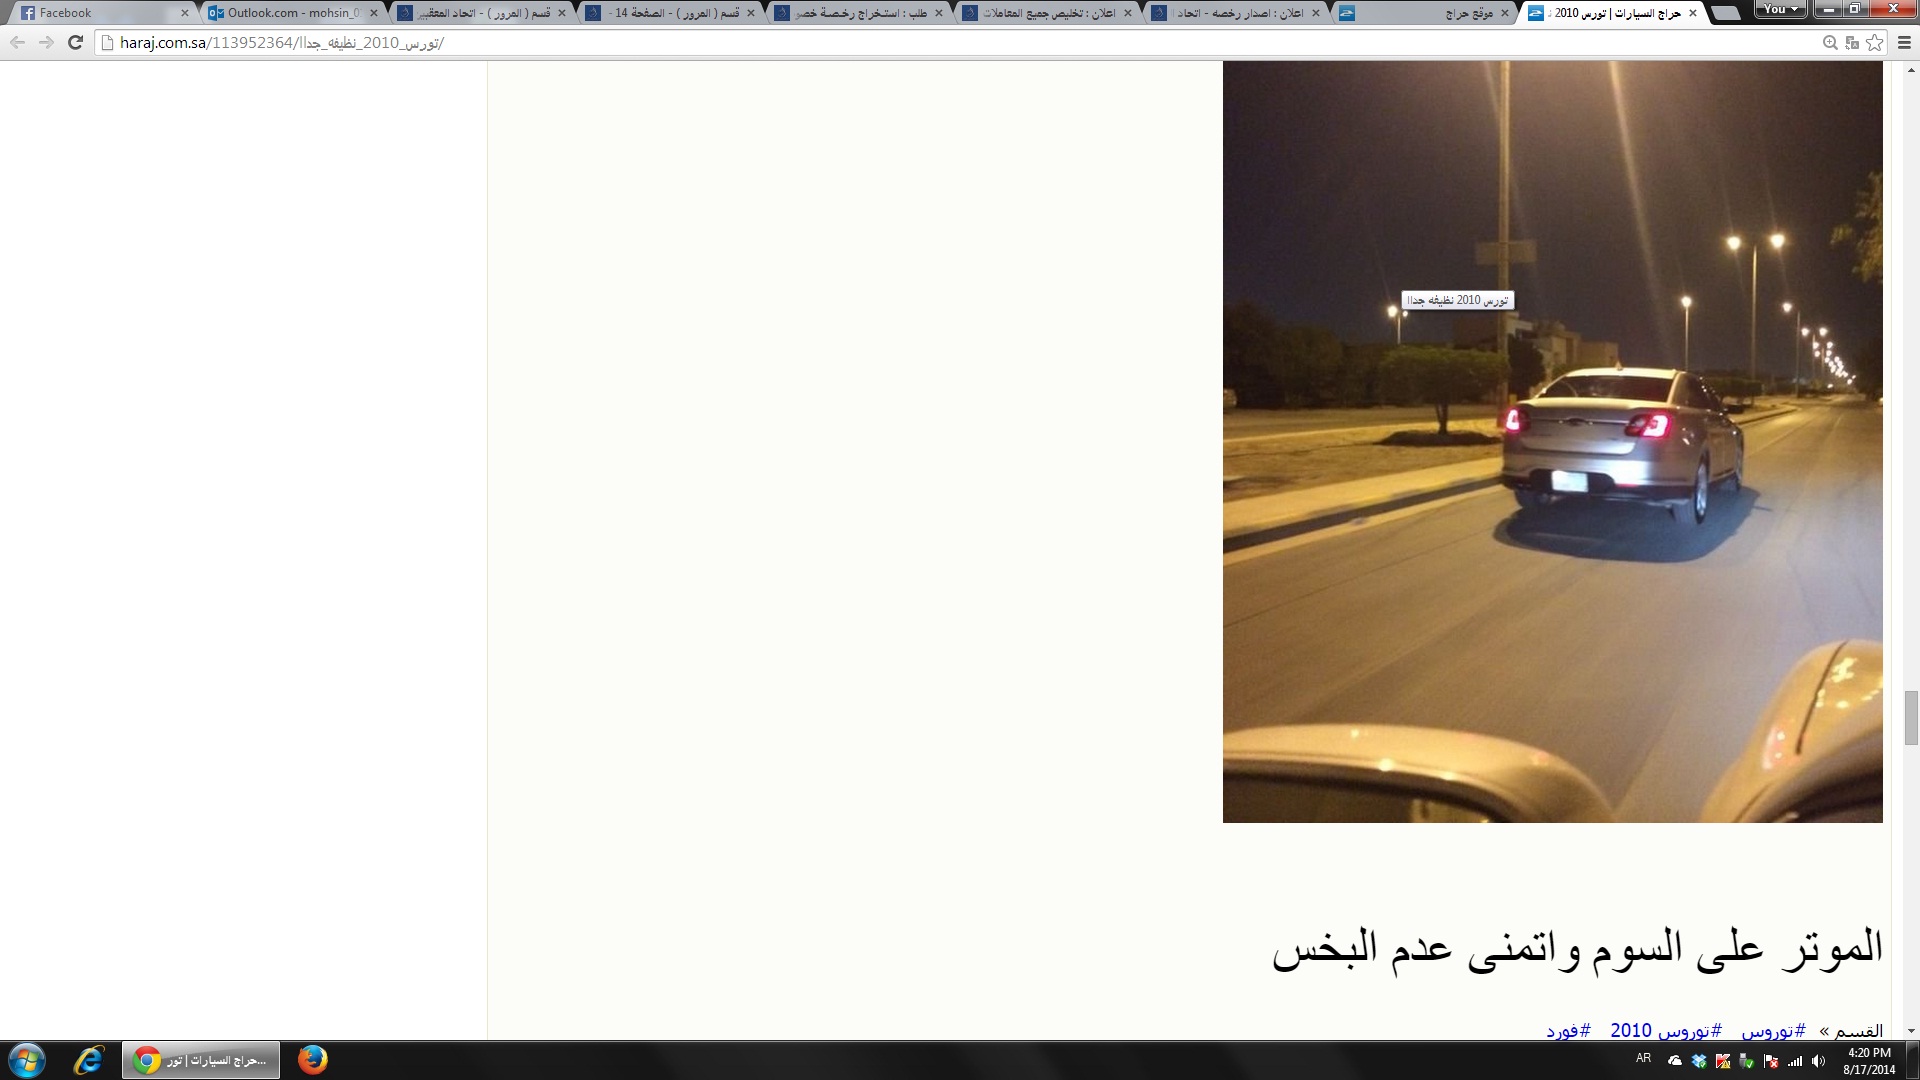 Facebook
Outlook.com - mohsin_0
قسم ( المرور ) - اتحاد المعقبين
قسم ( المرور ) - الصفحة 14 -
طلب : استخراج رخصة خصو
اعلان : تخليص جميع المعاملات
اعلان : اصدار رخصه - اتحاد ا
موقع حراج
حراج السيارات | تورس 2010 ن
You
haraj.com.sa/113952364/تورس_2010_نظيفه_جداا/
تورس 2010 نظيفه جداا
الموتر على السوم واتمنى عدم البخس
القسم » #توروس #توروس 2010 #فورد
حراج السيارات | تور...
AR
4:20 PM
8/17/2014